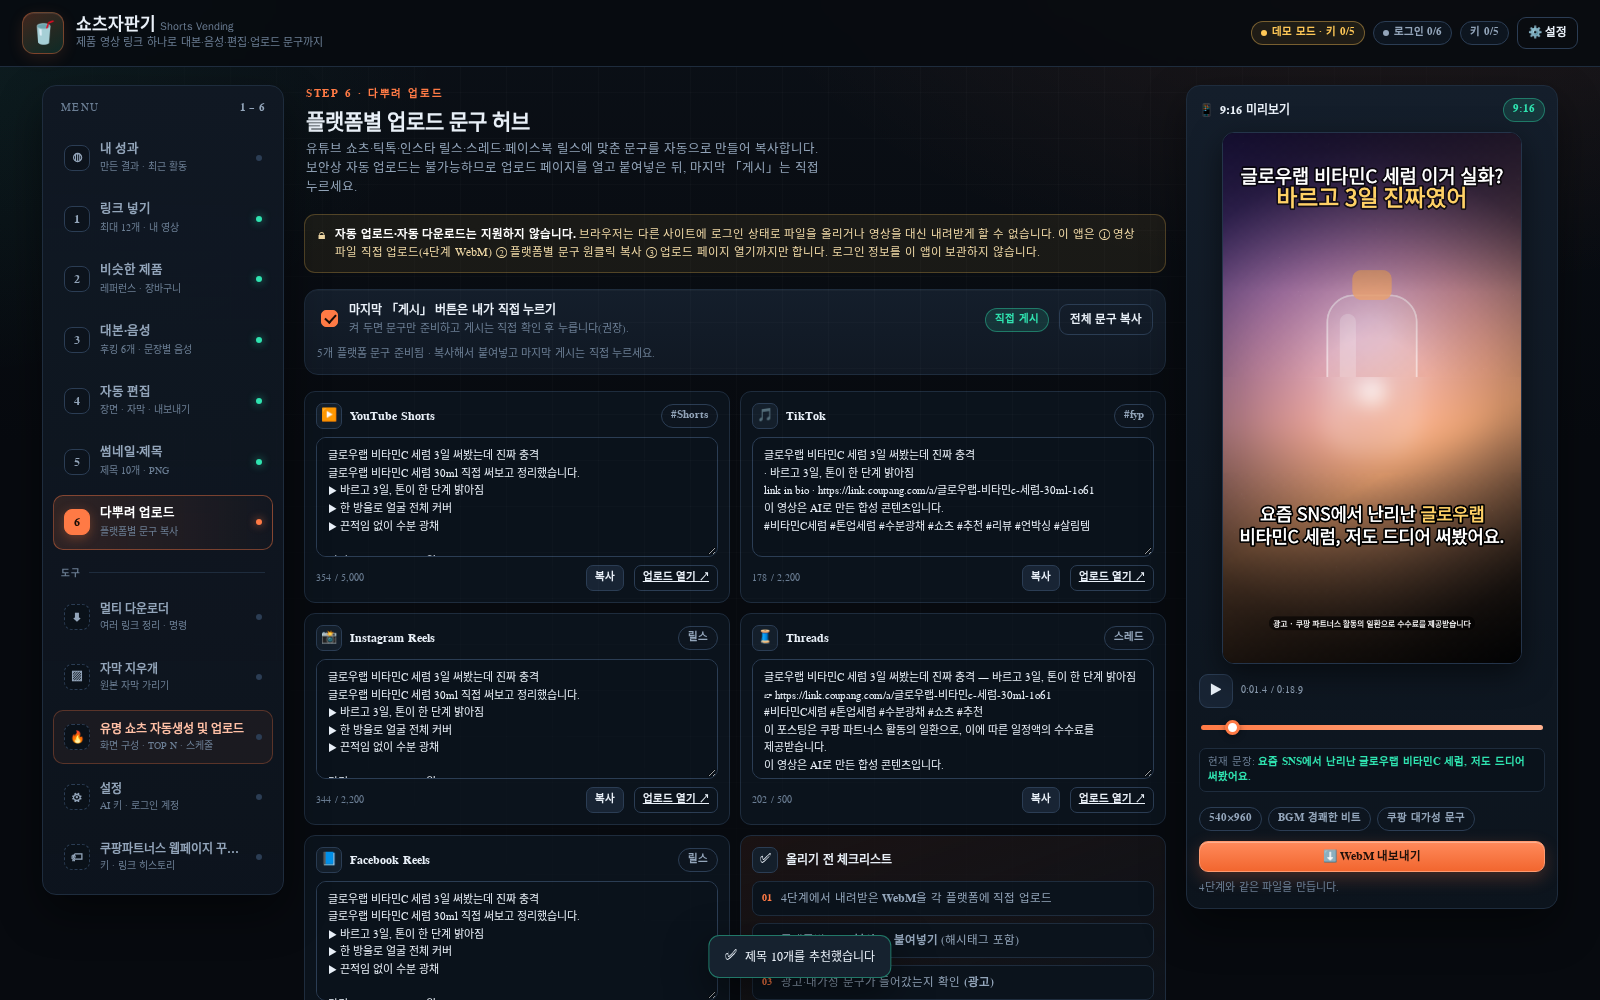 쇼츠자판기 Shorts Vending
제품 영상 링크 하나로 대본·음성·편집·업로드 문구까지
데모 모드 · 키 0/5
로그인 0/6
키 0/5
⚙️ 설정
MENU
1 – 6
내 성과
만든 결과 · 최근 활동
1
링크 넣기
최대 12개 · 내 영상
2
비슷한 제품
레퍼런스 · 장바구니
3
대본·음성
후킹 6개 · 문장별 음성
4
자동 편집
장면 · 자막 · 내보내기
5
썸네일·제목
제목 10개 · PNG
6
다뿌려 업로드
플랫폼별 문구 복사
도구
멀티 다운로더
여러 링크 정리 · 명령
자막 지우개
원본 자막 가리기
유명 쇼츠 자동생성 및 업로드
화면 구성 · TOP N · 스케줄
설정
AI 키 · 로그인 계정
쿠팡파트너스 웹페이지 꾸…
키 · 링크 히스토리
STEP 6 · 다뿌려 업로드
플랫폼별 업로드 문구 허브
유튜브 쇼츠·틱톡·인스타 릴스·스레드·페이스북 릴스에 맞춘 문구를 자동으로 만들어 복사합니다.
보안상 자동 업로드는 불가능하므로 업로드 페이지를 열고 붙여넣은 뒤, 마지막 「게시」는 직접
누르세요.
자동 업로드·자동 다운로드는 지원하지 않습니다. 브라우저는 다른 사이트에 로그인 상태로 파일을 올리거나 영상을 대신 내려받게 할 수 없습니다. 이 앱은 ① 영상
파일 직접 업로드(4단계 WebM) ② 플랫폼별 문구 원클릭 복사 ③ 업로드 페이지 열기까지만 합니다. 로그인 정보를 이 앱이 보관하지 않습니다.
마지막 「게시」 버튼은 내가 직접 누르기
켜 두면 문구만 준비하고 게시는 직접 확인 후 누릅니다(권장).
직접 게시
전체 문구 복사
5개 플랫폼 문구 준비됨 · 복사해서 붙여넣고 마지막 게시는 직접 누르세요.
YouTube Shorts
#Shorts
글로우랩 비타민C 세럼 3일 써봤는데 진짜 충격
글로우랩 비타민C 세럼 30ml 직접 써보고 정리했습니다.
▶ 바르고 3일, 톤이 한 단계 밝아짐
▶ 한 방울로 얼굴 전체 커버
▶ 끈적임 없이 수분 광채
354 / 5,000
복사
업로드 열기 ↗
TikTok
#fyp
글로우랩 비타민C 세럼 3일 써봤는데 진짜 충격
· 바르고 3일, 톤이 한 단계 밝아짐
link in bio · https://link.coupang.com/a/글로우랩-비타민c-세럼-30ml-1o61
이 영상은 AI로 만든 합성 콘텐츠입니다.
#비타민C세럼 #톤업세럼 #수분광채 #쇼츠 #추천 #리뷰 #언박싱 #살림템
178 / 2,200
복사
업로드 열기 ↗
Instagram Reels
릴스
글로우랩 비타민C 세럼 3일 써봤는데 진짜 충격
글로우랩 비타민C 세럼 30ml 직접 써보고 정리했습니다.
▶ 바르고 3일, 톤이 한 단계 밝아짐
▶ 한 방울로 얼굴 전체 커버
▶ 끈적임 없이 수분 광채
344 / 2,200
복사
업로드 열기 ↗
Threads
스레드
글로우랩 비타민C 세럼 3일 써봤는데 진짜 충격 — 바르고 3일, 톤이 한 단계 밝아짐
👉 https://link.coupang.com/a/글로우랩-비타민c-세럼-30ml-1o61
#비타민C세럼 #톤업세럼 #수분광채 #쇼츠 #추천
이 포스팅은 쿠팡 파트너스 활동의 일환으로, 이에 따른 일정액의 수수료를
제공받습니다.
이 영상은 AI로 만든 합성 콘텐츠입니다.
202 / 500
복사
업로드 열기 ↗
Facebook Reels
릴스
글로우랩 비타민C 세럼 3일 써봤는데 진짜 충격
글로우랩 비타민C 세럼 30ml 직접 써보고 정리했습니다.
▶ 바르고 3일, 톤이 한 단계 밝아짐
▶ 한 방울로 얼굴 전체 커버
▶ 끈적임 없이 수분 광채
올리기 전 체크리스트
01 4단계에서 내려받은 WebM을 각 플랫폼에 직접 업로드
붙여넣기 (해시태그 포함)
03 광고·대가성 문구가 들어갔는지 확인 (광고)
✅ 제목 10개를 추천했습니다
9:16 미리보기
9:16
글로우랩 비타민C 세럼 이거 실화?
바르고 3일 진짜였어
요즘 SNS에서 난리난 글로우랩
비타민C 세럼, 저도 드디어 써봤어요.
광고 · 쿠팡 파트너스 활동의 일환으로 수수료를 제공받습니다
0:01.4 / 0:18.9
현재 문장: 요즘 SNS에서 난리난 글로우랩 비타민C 세럼, 저도 드디어
써봤어요.
540×960
BGM 경쾌한 비트
쿠팡 대가성 문구
⬇️ WebM 내보내기
4단계와 같은 파일을 만듭니다.